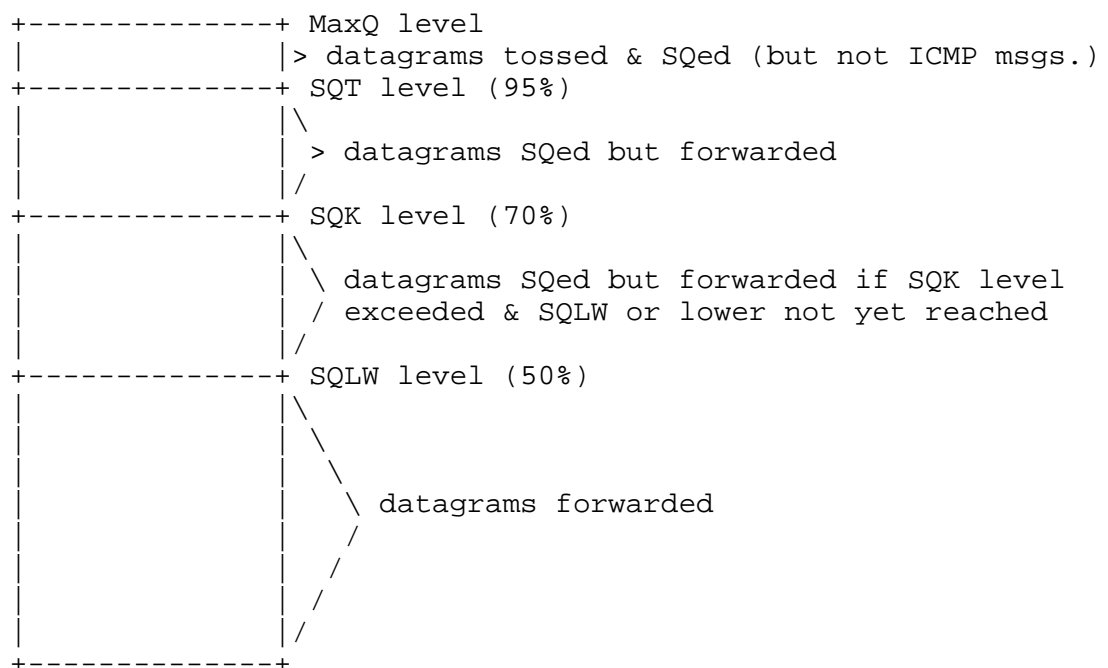 MaxQ level
> datagrams tossed & SQed (but not ICMP msgs.)
SQT level (95%)
> datagrams SQed but forwarded
SQK level (70%)
datagrams SQed but forwarded if SQK level
exceeded & SQLW or lower not yet reached
SQLW level (50%)
datagrams forwarded